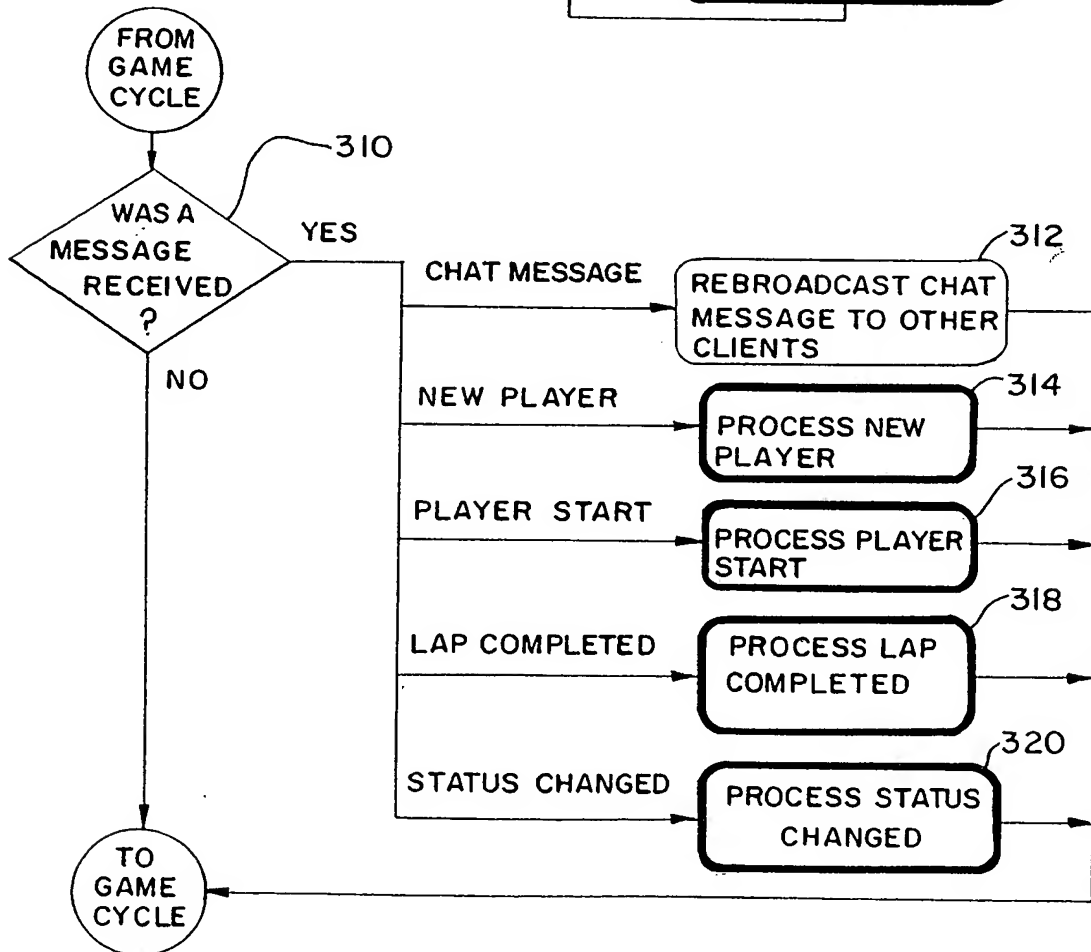 FROM
GAME
CYCLE
310
WAS A
MESSAGE
RECEIVED
?
YES
NO
CHAT MESSAGE
312
REBROADCAST CHAT
MESSAGE TO OTHER
CLIENTS
NEW PLAYER
314
PROCESS NEW
PLAYER
PLAYER START
316
PROCESS PLAYER
START
LAP COMPLETED
318
PROCESS LAP
COMPLETED
STATUS CHANGED
320
PROCESS STATUS
CHANGED
TO
GAME
CYCLE